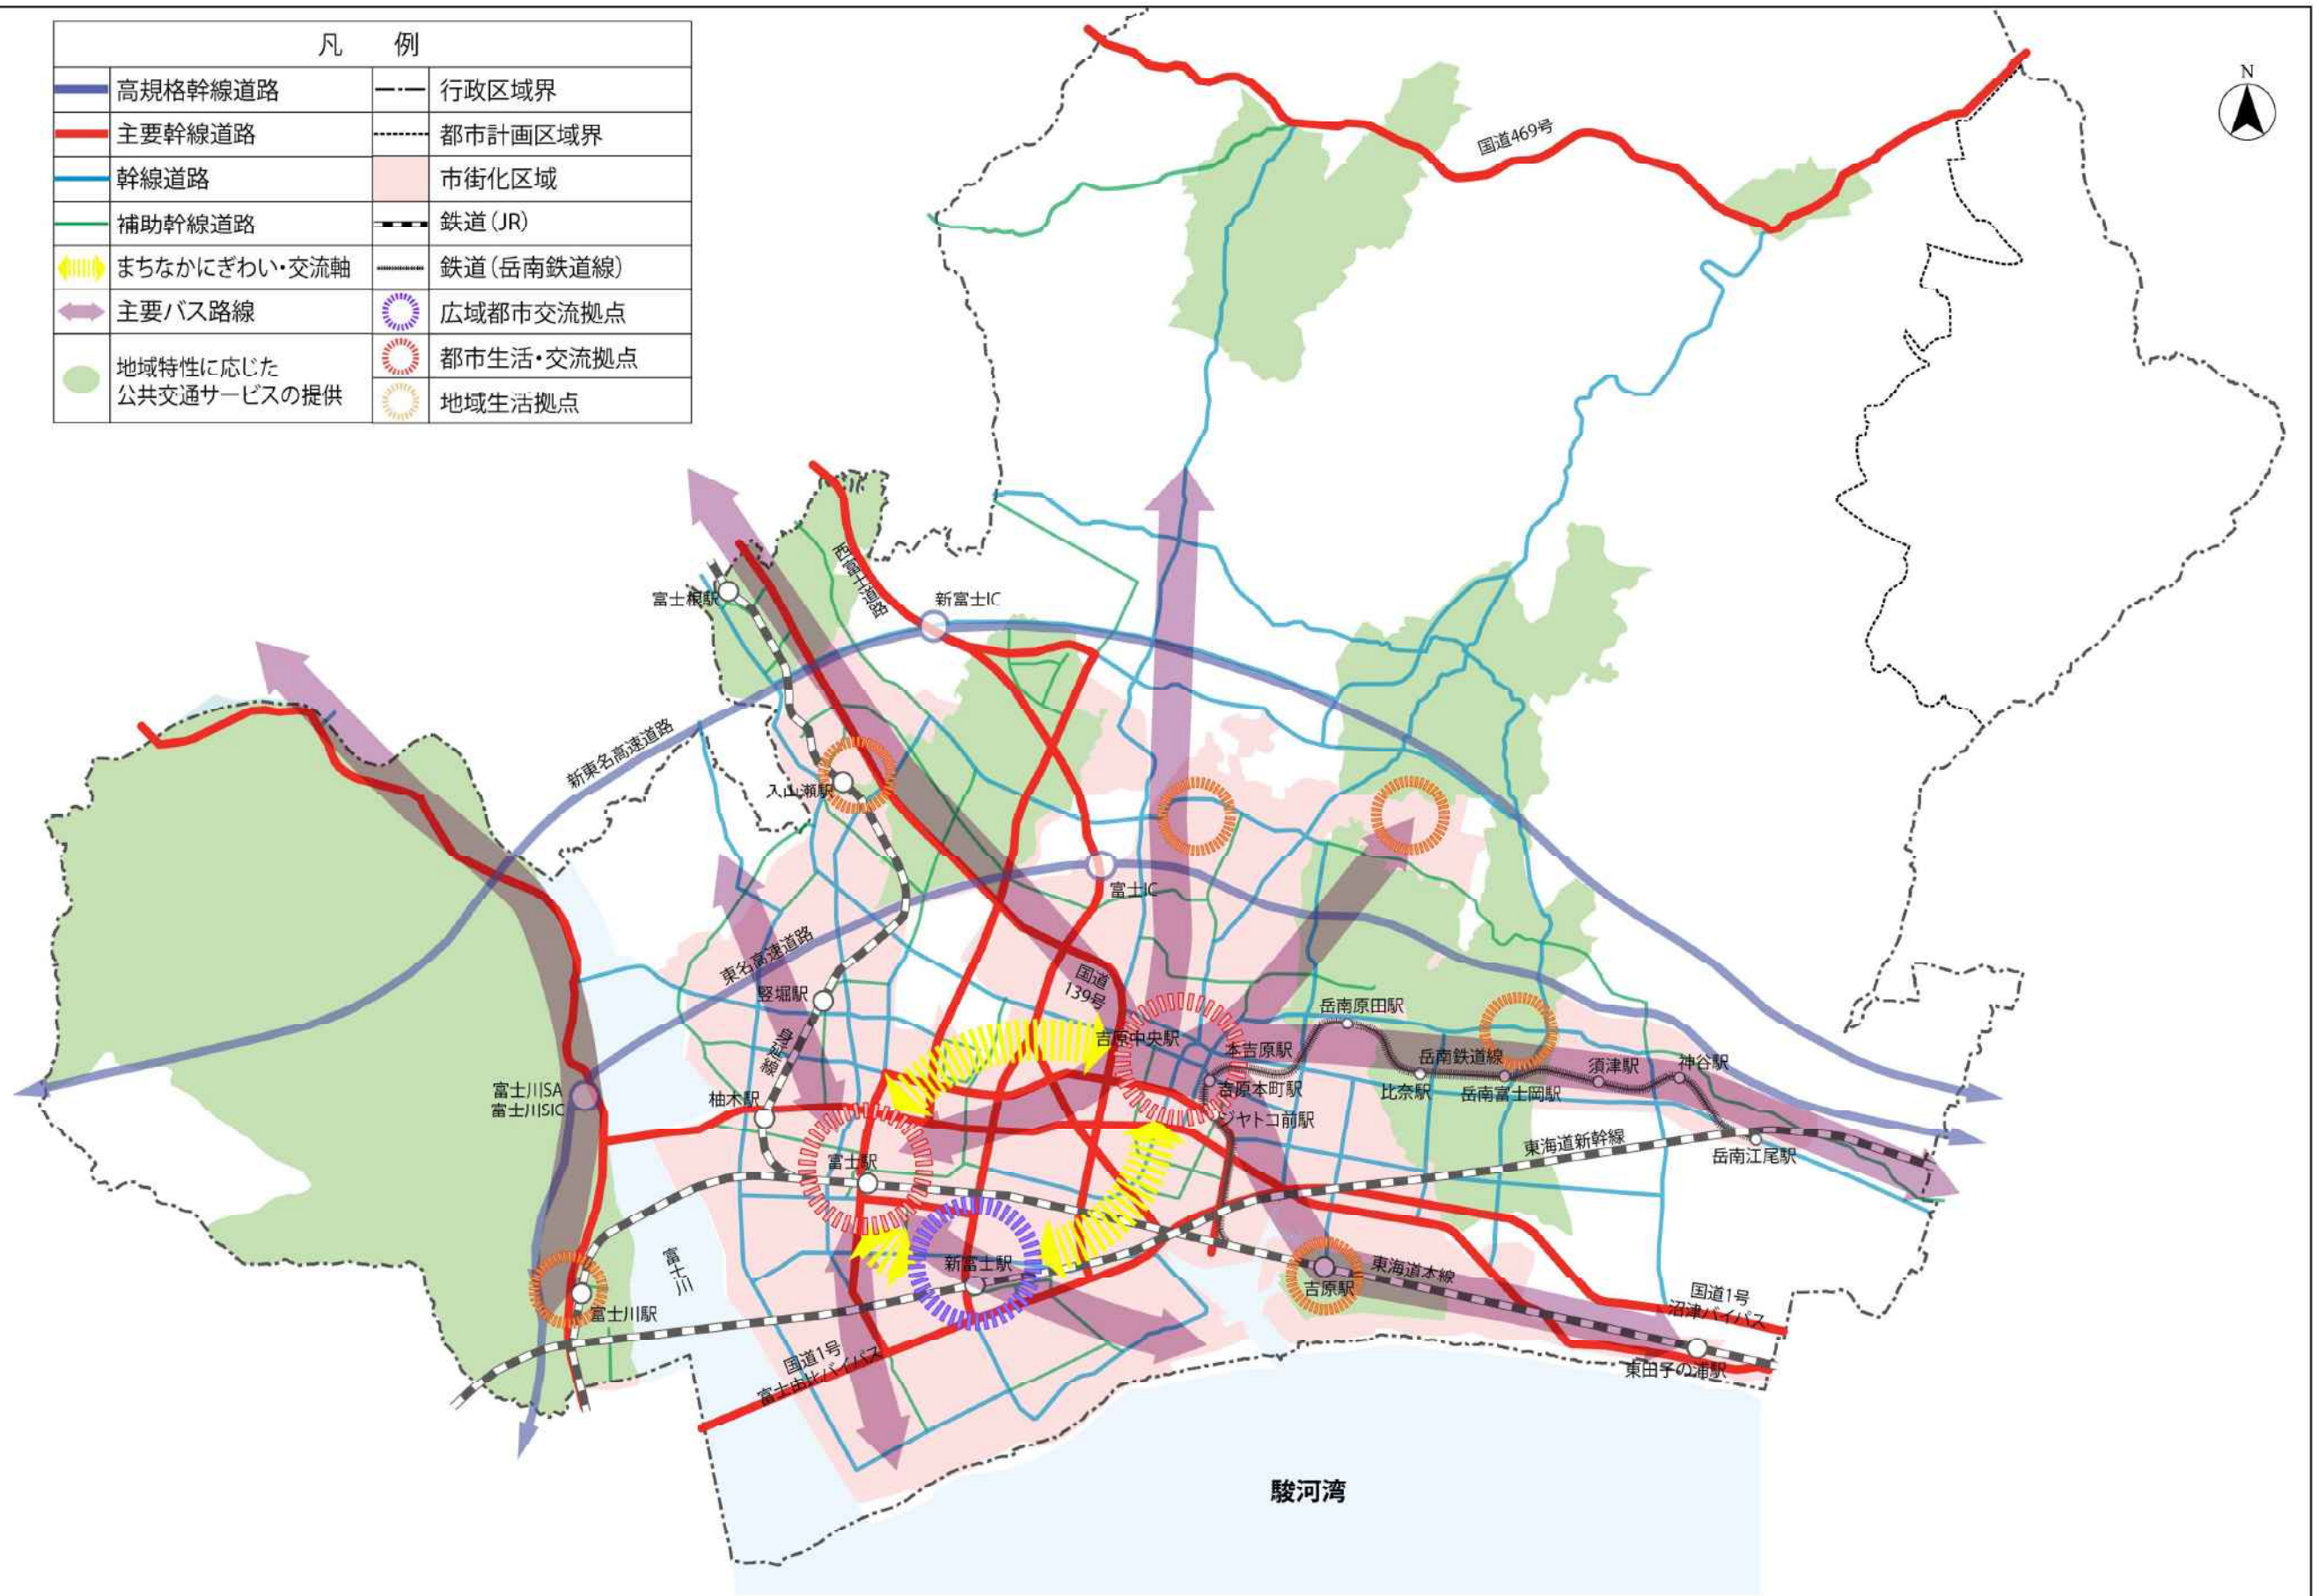 凡　例
高規格幹線道路
行政区域界
主要幹線道路
都市計画区域界
幹線道路
市街化区域
補助幹線道路
鉄道（JR）
まちなかにぎわい・交流軸
鉄道（岳南鉄道線）
主要バス路線
広域都市交流拠点
地域特性に応じた
公共交通サービスの提供
都市生活・交流拠点
地域生活拠点
N
国道469号
西富士道路
富士根駅
新富士IC
新東名高速道路
入山瀬駅
富士IC
東名高速道路
国道
139号
竪堀駅
身延線
岳南原田駅
吉原中央駅
本吉原駅
岳南鉄道線
須津駅
神谷駅
富士川SA
富士川SIC
柚木駅
吉原本町駅
比奈駅
岳南富士岡駅
ジヤトコ前駅
東海道新幹線
岳南江尾駅
富士駅
富士川
新富士駅
東海道本線
吉原駅
国道1号
沼津バイパス
富士川駅
国道1号
富士由比バイパス
東田子の浦駅
駿河湾